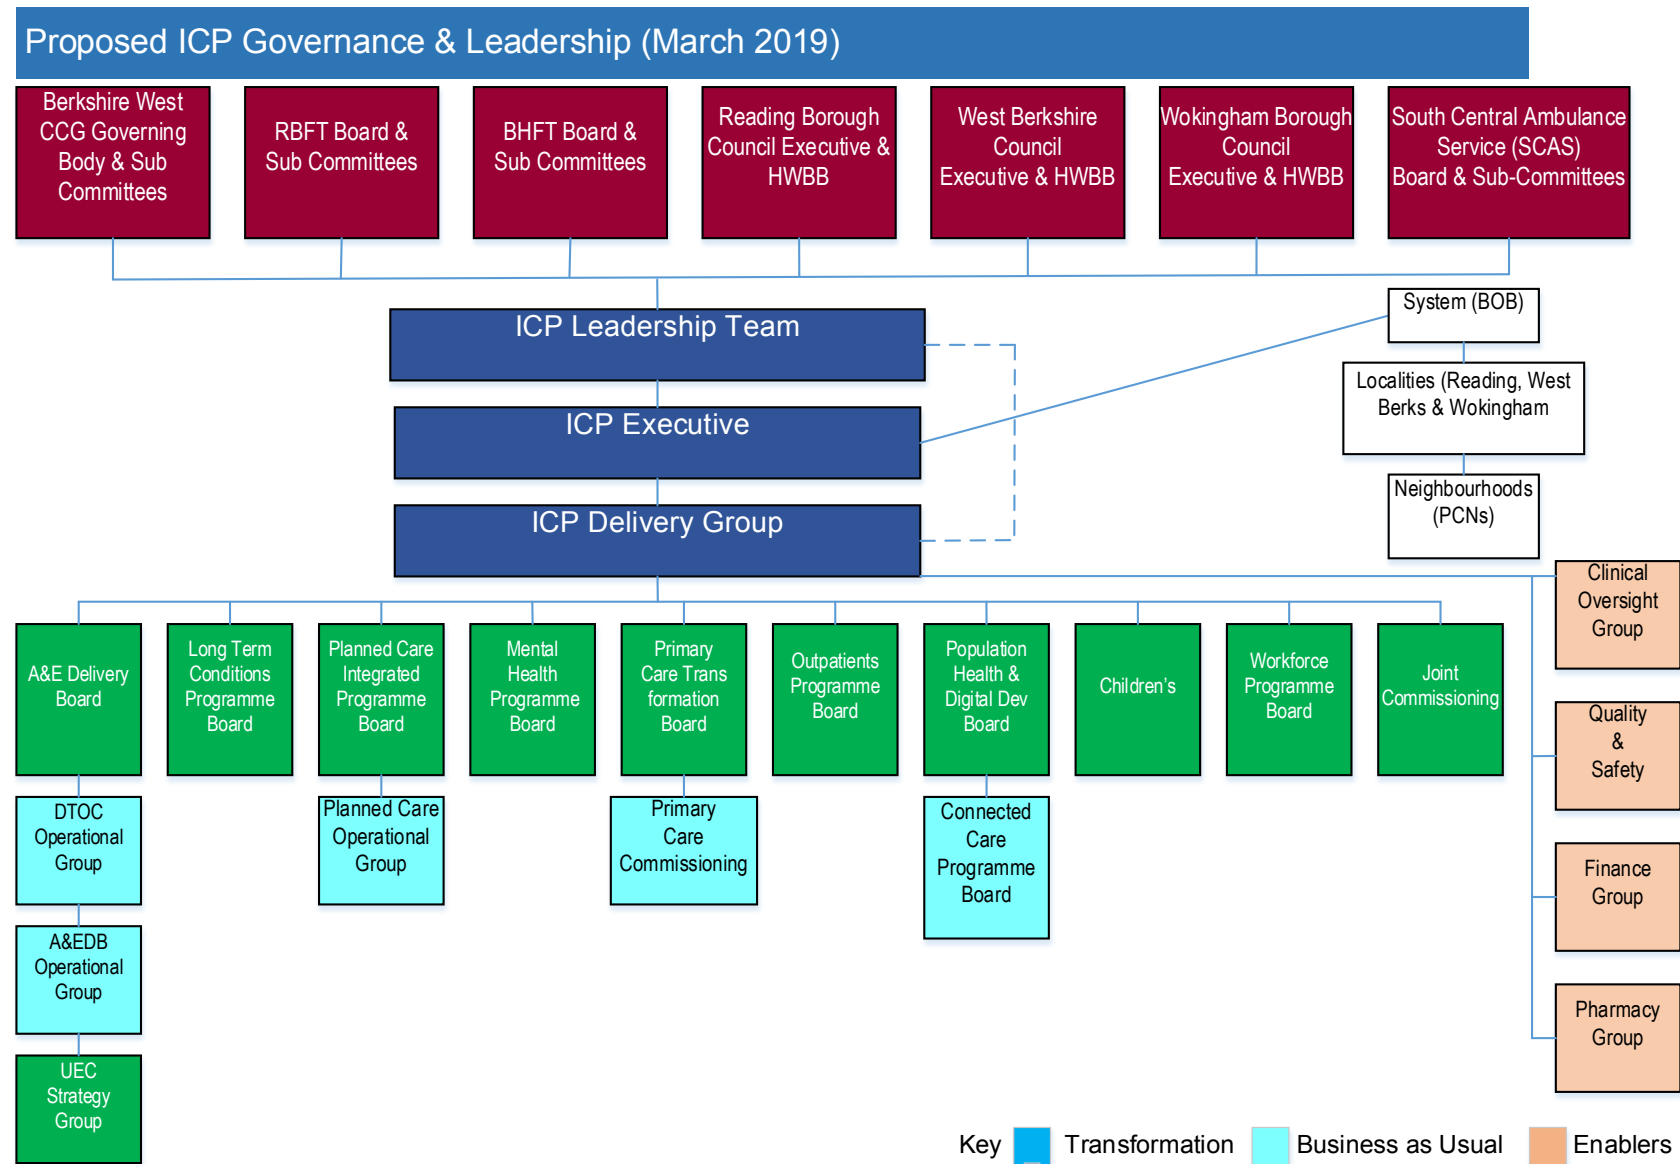 Proposed ICP Governance & Leadership (March 2019)
Berkshire West
CCG Governing
Body & Sub
Committees
RBFT Board &
Sub Committees
BHFT Board &
Sub Committees
Reading Borough
Council Executive &
HWBB
West Berkshire
Council
Executive & HWBB
Wokingham Borough
Council
Executive & HWBB
South Central Ambulance
Service (SCAS)
Board & Sub-Committees
ICP Leadership Team
ICP Executive
ICP Delivery Group
System (BOB)
Localities (Reading, West
Berks & Wokingham
Neighbourhoods
(PCNs)
A&E Delivery
Board
Long Term
Conditions
Programme
Board
Planned Care
Integrated
Programme
Board
Mental
Health
Programme
Board
Primary
Care Trans
formation
Board
Outpatients
Programme
Board
Population
Health &
Digital Dev
Board
Children's
Workforce
Programme
Board
Joint
Commissioning
Clinical
Oversight
Group
Quality
&
Safety
Finance
Group
Pharmacy
Group
DTOC
Operational
Group
Planned Care
Operational
Group
Primary
Care
Commissioning
Connected
Care
Programme
Board
A&EDB
Operational
Group
UEC
Strategy
Group
Key Transformation Business as Usual Enablers